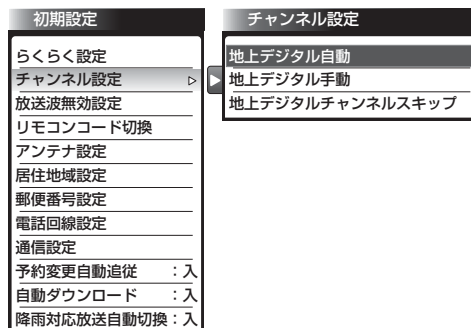 初期設定
らくらく設定
チャンネル設定
放送波無効設定
リモコンコード切換
アンテナ設定
居住地域設定
郵便番号設定
電話回線設定
通信設定
予約変更自動追従 ：入
自動ダウンロード ：入
降雨対応放送自動切換：入
チャンネル設定
地上デジタル自動
地上デジタル手動
地上デジタルチャンネルスキップ